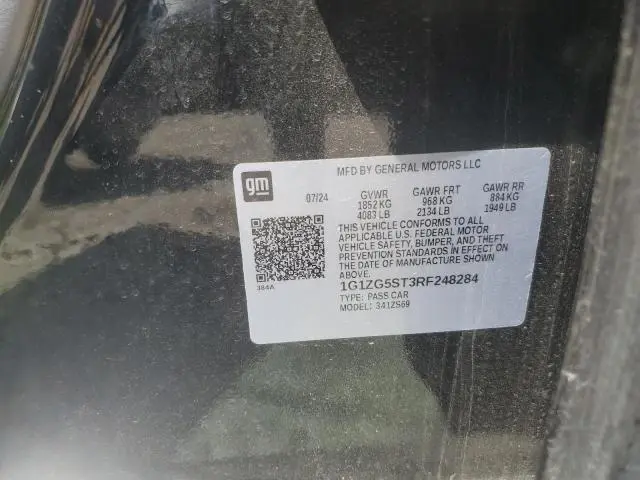 gm
MFD BY GENERAL MOTORS LLC
07/24 GVWR GAWR FRT GAWR RR
1852 KG 968 KG 884 KG
4083 LB 2134 LB 1949 LB
THIS VEHICLE CONFORMS TO ALL
APPLICABLE U.S. FEDERAL MOTOR
VEHICLE SAFETY, BUMPER, AND THEFT
PREVENTION STANDARDS IN EFFECT ON
THE DATE OF MANUFACTURE SHOWN
ABOVE.
384A
1G1ZG5ST3RF248284
TYPE: PASS CAR
MODEL: 341ZS69